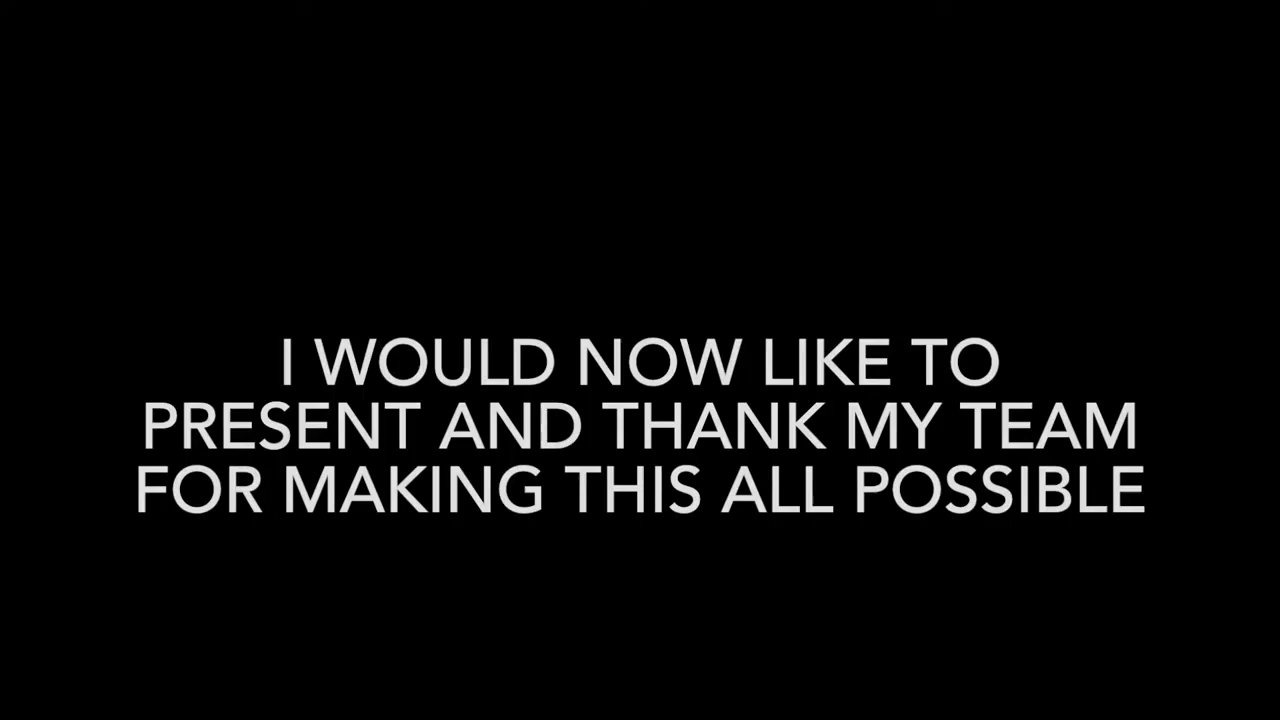 I WOULD NOW LIKE TO
PRESENT AND THANK MY TEAM
FOR MAKING THIS ALL POSSIBLE